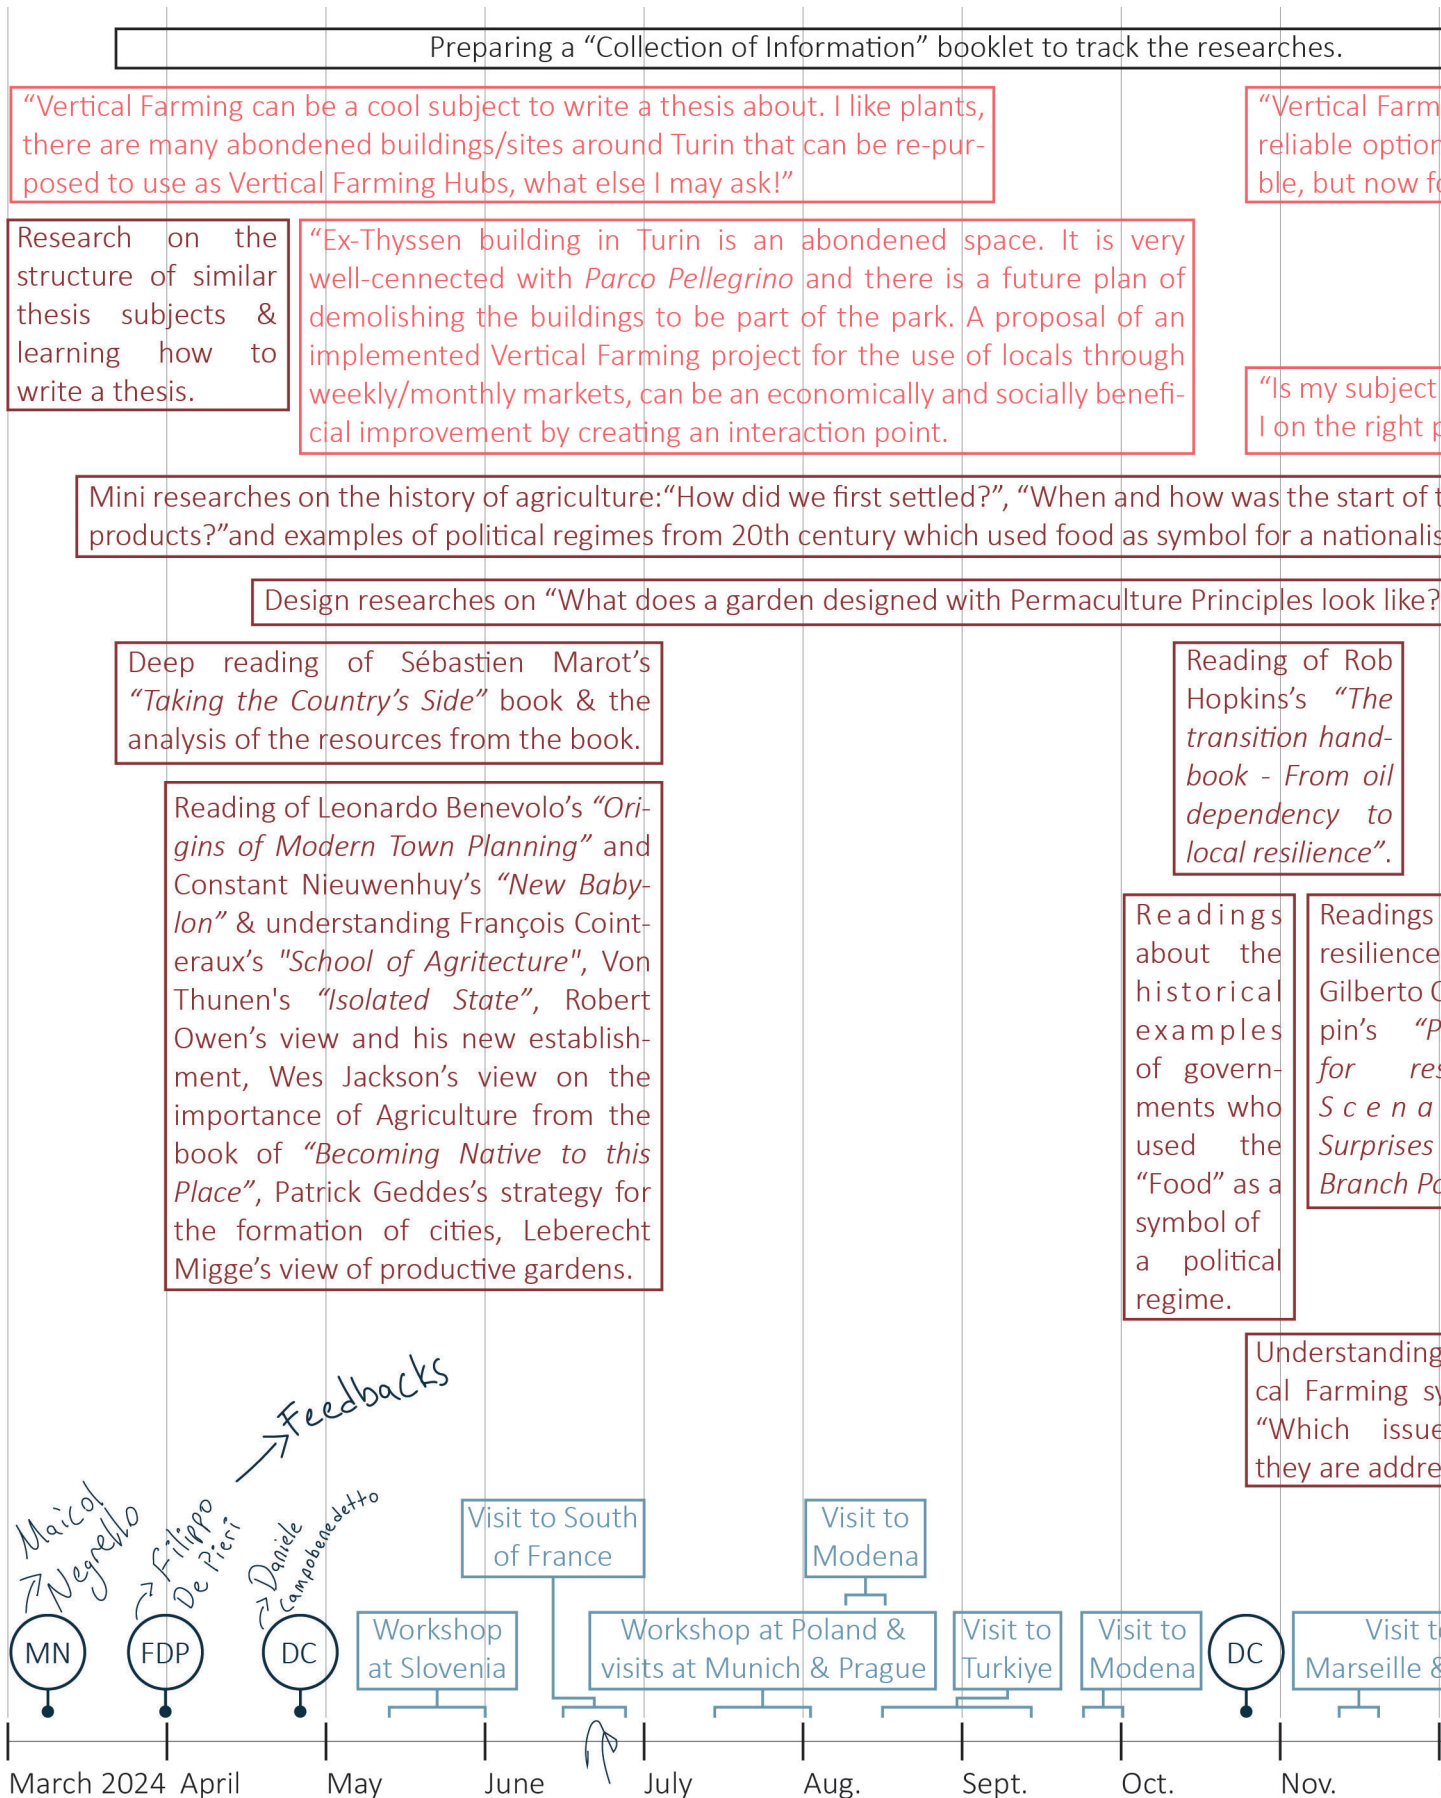 Preparing a “Collection of Information” booklet to track the researches.
“Vertical Farming can be a cool subject to write a thesis about. I like plants,
there are many abondened buildings/sites around Turin that can be re-pur-
posed to use as Vertical Farming Hubs, what else I may ask!”
“Vertical Farm
reliable option
ble, but now
Research on the
structure of similar
thesis subjects &
learning how to
write a thesis.
“Ex-Thyssen building in Turin is an abondened space. It is very
well-cennected with Parco Pellegrino and there is a future plan of
demolishing the buildings to be part of the park. A proposal of an
implemented Vertical Farming project for the use of locals through
weekly/monthly markets, can be an economically and socially benefi-
cial improvement by creating an interaction point.
“Is my subject
I on the right
Mini researches on the history of agriculture:“How did we first settled?”, “When and how was the start of
products?”and examples of political regimes from 20th century which used food as symbol for a nationalis
Design researches on “What does a garden designed with Permaculture Principles look like?
Deep reading of Sébastien Marot’s
“Taking the Country’s Side” book & the
analysis of the resources from the book.
Reading of Rob
Hopkins’s “The
transition hand-
book - From oil
dependency to
local resilience”.
Reading of Leonardo Benevolo’s “Ori-
gins of Modern Town Planning” and
Constant Nieuwenhuy’s “New Baby-
lon” & understanding François Coint-
eraux’s "School of Agritecture", Von
Thunen's “Isolated State”, Robert
Owen’s view and his new establish-
ment, Wes Jackson’s view on the
importance of Agriculture from the
book of “Becoming Native to this
Place”, Patrick Geddes’s strategy for
the formation of cities, Leberecht
Migge’s view of productive gardens.
Readings
about the
historical
examples
of govern-
ments who
used the
“Food” as a
symbol of
a political
regime.
Readings
resilience
Gilberto
pin’s “P
for res
Scena
Surprises
Branch
Understanding
cal Farming
“Which issue
they are addre
Feedbacks
Maicol
Negrello
Filippo
De Pieri
Daniele
Campobenedetto
Visit to South
of France
Visit to
Modena
MN
FDP
DC
Workshop
at Slovenia
Workshop at Poland &
visits at Munich & Prague
Visit to
Turkiye
Visit to
Modena
DC
Visit
Marseille
March 2024 April May June July Aug. Sept. Oct. Nov.